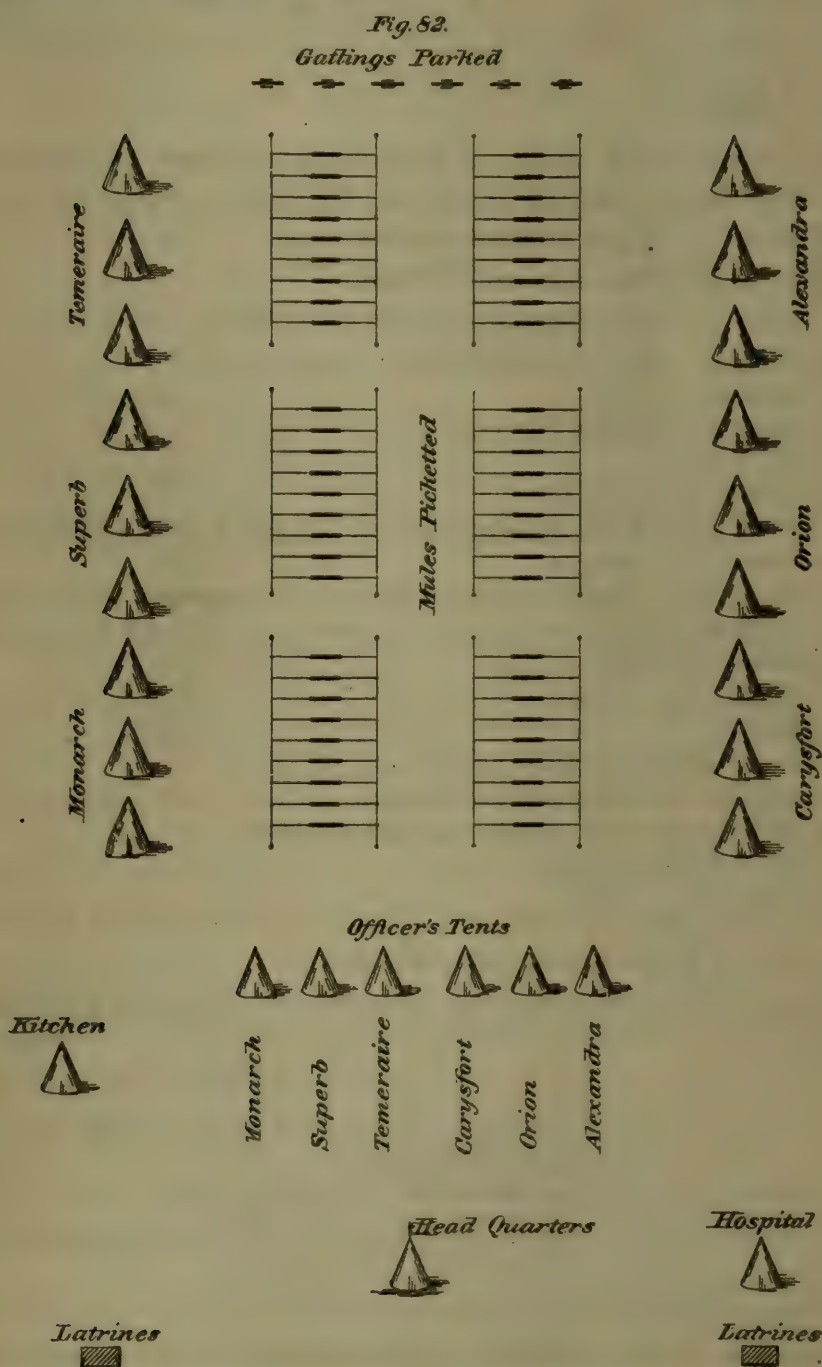 Fig. 82.
Gatlings Parked
Temeraire
Alexandra
Superb
Mules Picketted
Orion
Monarch
Carysfort
Officer's Tents
Kitchen
Monarch
Superb
Temeraire
Carysfort
Orion
Alexandra
Head Quarters
Hospital
Latrines
Latrines